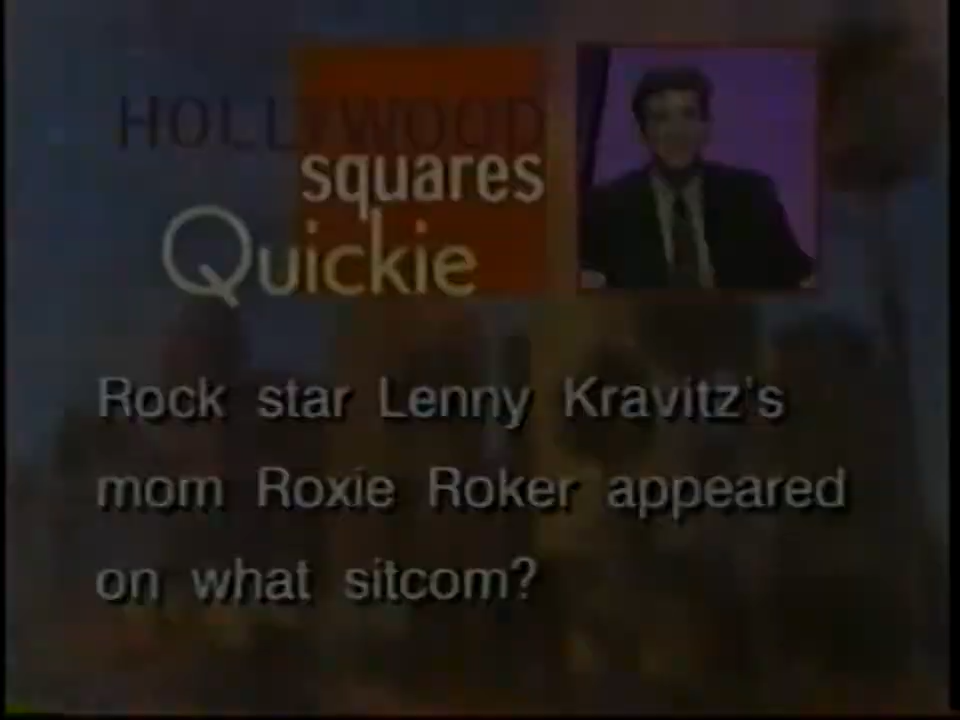 HOLLYWOOD
squares
Quickie
Rock star Lenny Kravitz's
mom Roxie Roker appeared
on what sitcom?